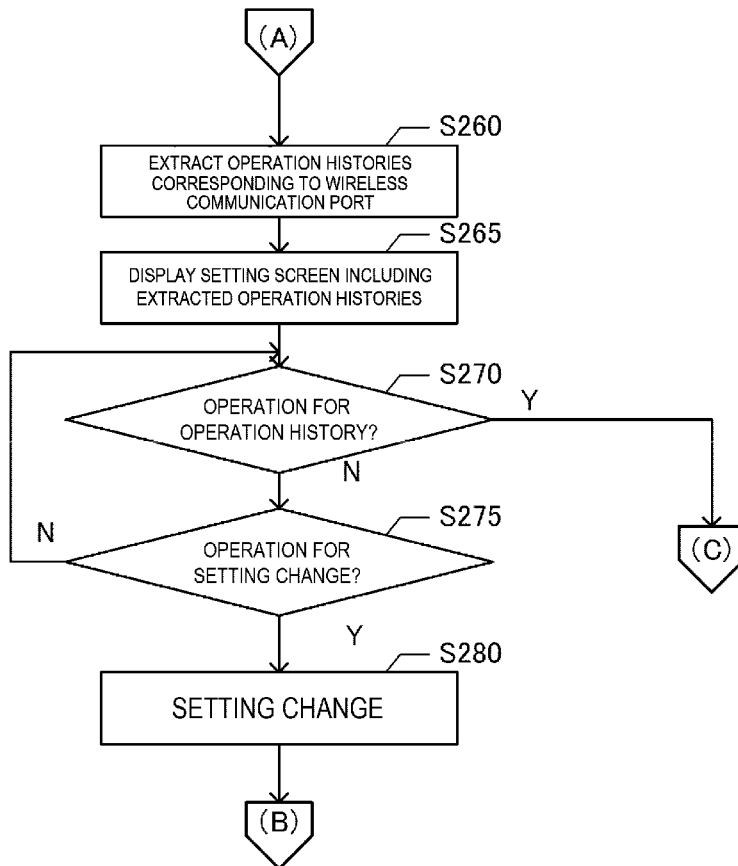 (A)
S260
EXTRACT OPERATION HISTORIES
CORRESPONDING TO WIRELESS
COMMUNICATION PORT
S265
DISPLAY SETTING SCREEN INCLUDING
EXTRACTED OPERATION HISTORIES
S270
OPERATION FOR
OPERATION HISTORY?
Y
N
S275
N
OPERATION FOR
SETTING CHANGE?
(C)
Y
S280
SETTING CHANGE
(B)